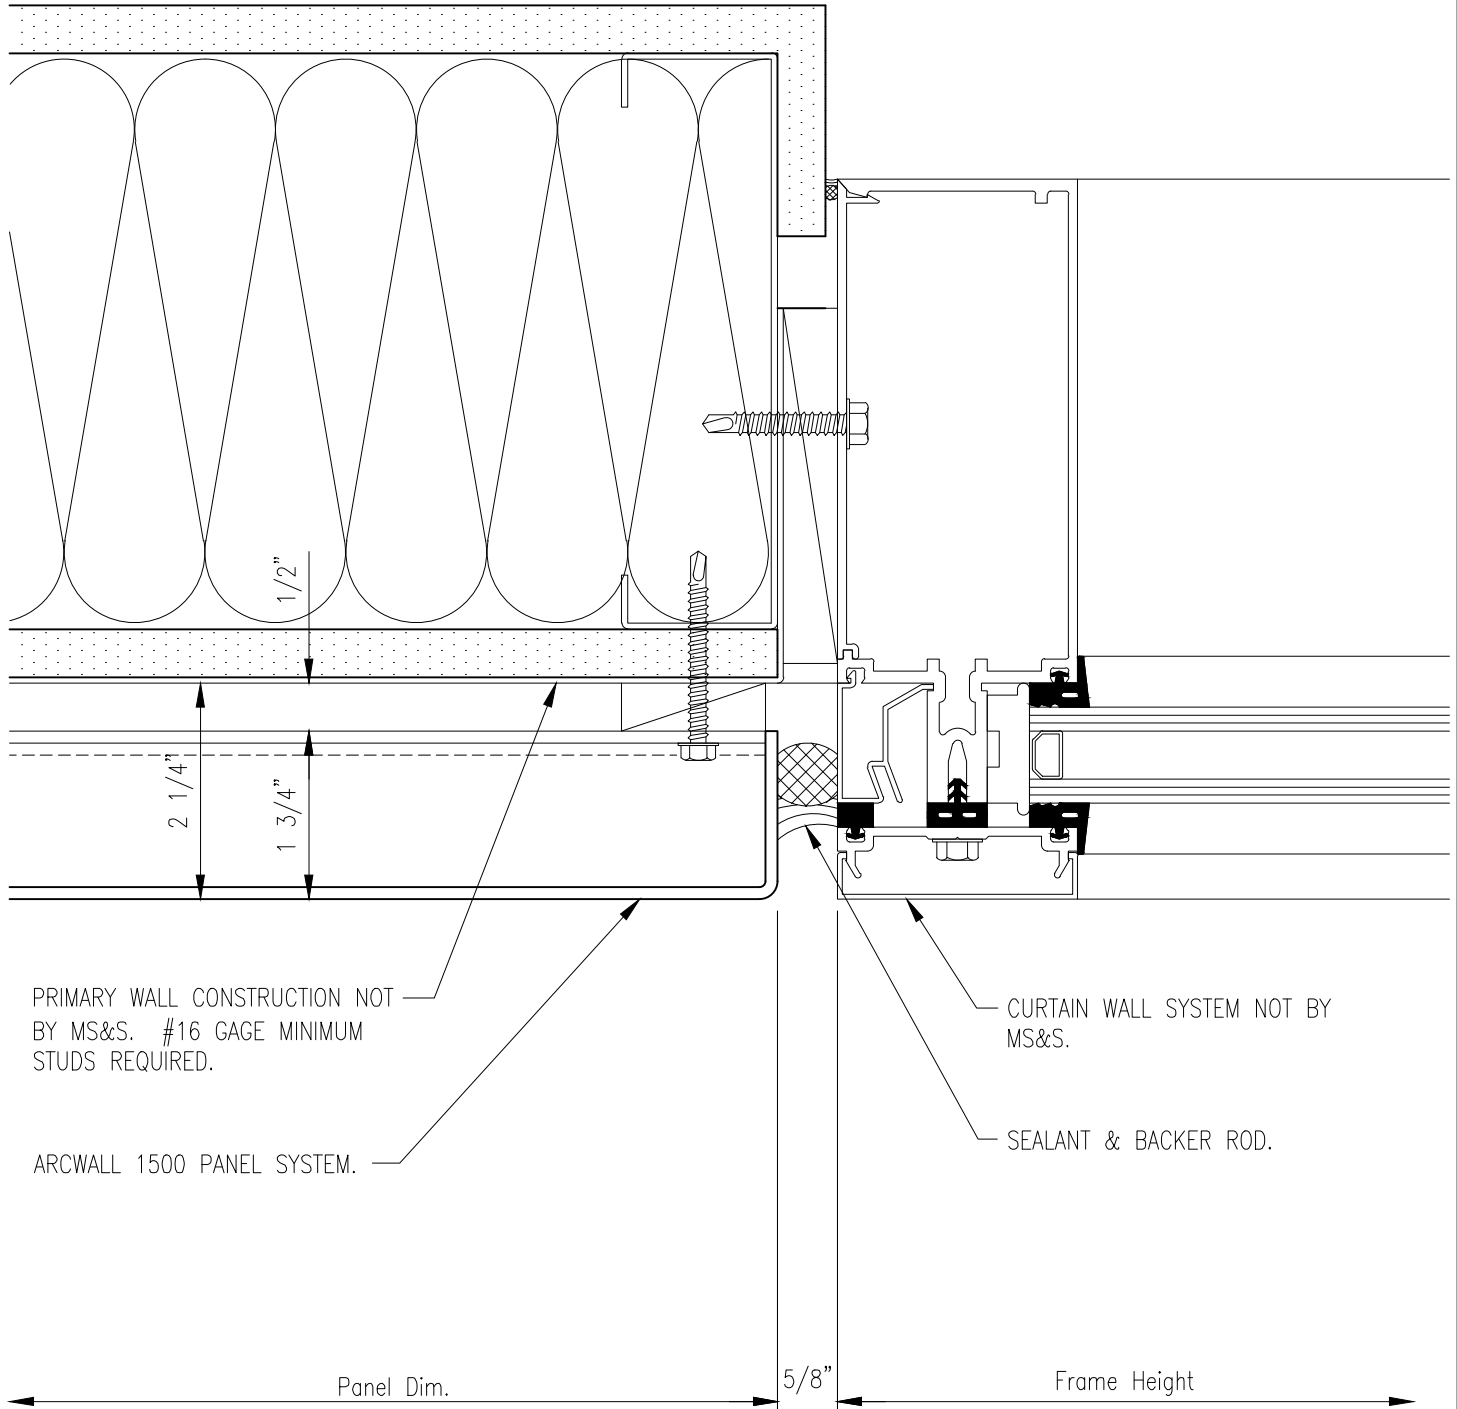 1/2"
2 1/4"
1 3/4"
PRIMARY WALL CONSTRUCTION NOT
BY MS&S. #16 GAGE MINIMUM
STUDS REQUIRED.
CURTAIN WALL SYSTEM NOT BY
MS&S.
SEALANT & BACKER ROD.
ARCWALL 1500 PANEL SYSTEM.
Panel Dim.
5/8"
Frame Height